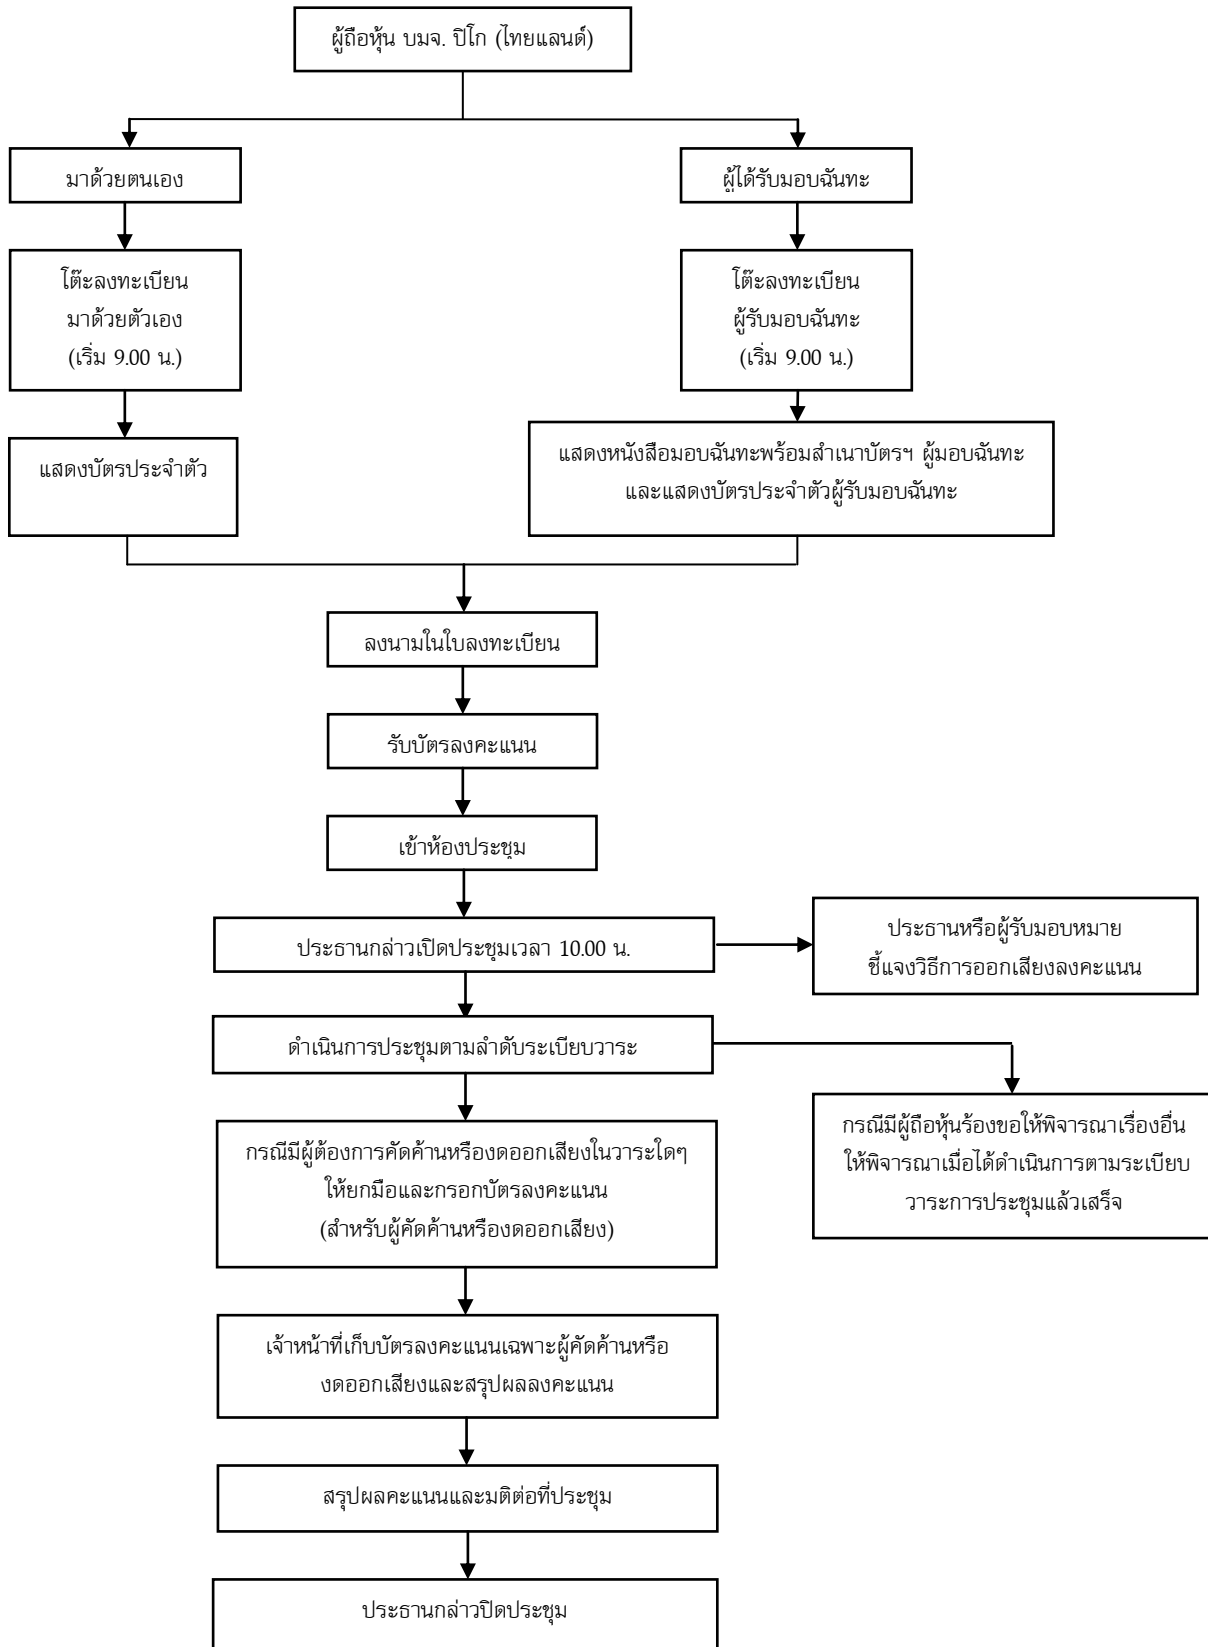 ผู้ถือหุ้น บมจ. ปิโก (ไทยแลนด์)
มาด้วยตนเอง
ผู้ได้รับมอบฉันทะ
โต๊ะลงทะเบียน
มาด้วยตัวเอง
(เริ่ม 9.00 น.)
โต๊ะลงทะเบียน
ผู้รับมอบฉันทะ
(เริ่ม 9.00 น.)
แสดงบัตรประจำตัว
แสดงหนังสือมอบฉันทะพร้อมสำเนาบัตรฯ ผู้มอบฉันทะ
และแสดงบัตรประจำตัวผู้รับมอบฉันทะ
ลงนามในใบลงทะเบียน
รับบัตรลงคะแนน
เข้าห้องประชุม
ประธานกล่าวเปิดประชุมเวลา 10.00 น.
ประธานหรือผู้รับมอบหมาย
ชี้แจงวิธีการออกเสียงลงคะแนน
ดำเนินการประชุมตามลำดับระเบียบวาระ
กรณีมีผู้ถือหุ้นร้องขอให้พิจารณาเรื่องอื่น
ให้พิจารณาเมื่อได้ดำเนินการตามระเบียบ
วาระการประชุมแล้วเสร็จ
กรณีมีผู้ต้องการคัดค้านหรืองดออกเสียงในวาระใดๆ
ให้ยกมือและกรอกบัตรลงคะแนน
(สำหรับผู้คัดค้านหรืองดออกเสียง)
เจ้าหน้าที่เก็บบัตรลงคะแนนเฉพาะผู้คัดค้านหรือ
งดออกเสียงและสรุปผลลงคะแนน
สรุปผลคะแนนและมติต่อที่ประชุม
ประธานกล่าวปิดประชุม